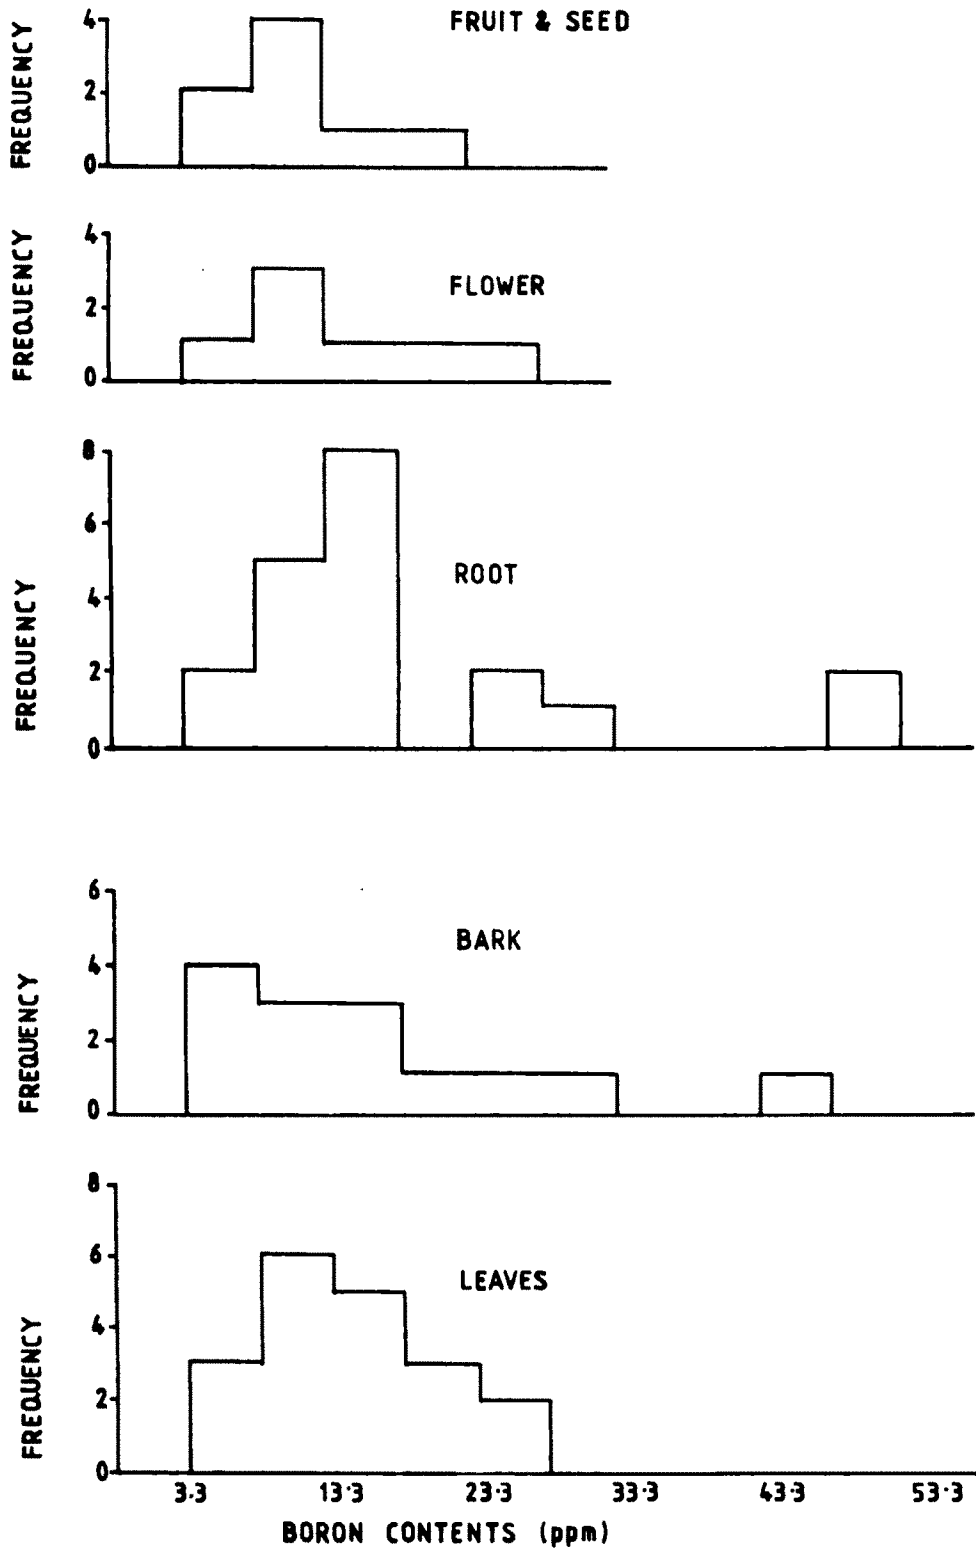 FRUIT & SEED
FREQUENCY
4
2
0
FLOWER
FREQUENCY
4
2
0
ROOT
FREQUENCY
8
6
4
2
0
BARK
FREQUENCY
6
4
2
0
LEAVES
FREQUENCY
8
6
4
2
0
3·3 13·3 23·3 33·3 43·3 53·3
BORON CONTENTS (ppm)